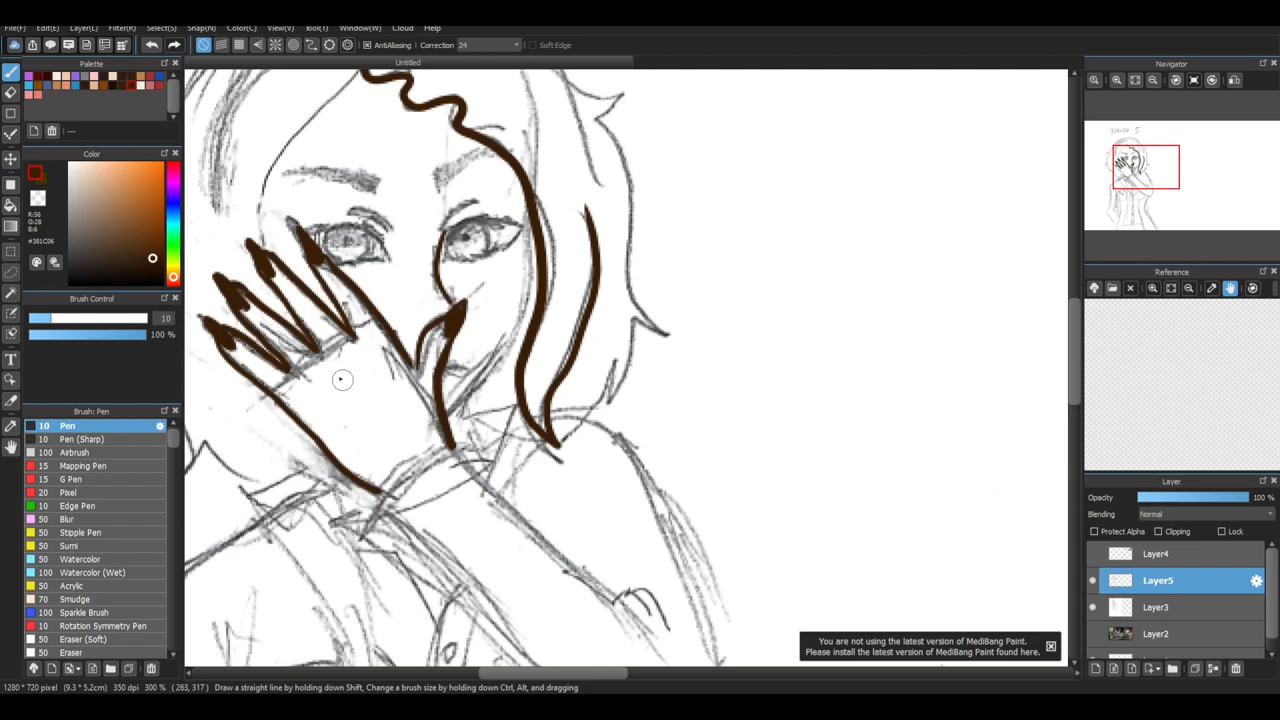 File(F) Edit(E) Layer(L) Filter(R) Select(S) Snap(N) Color(C) View(V) Tool(T) Window(W) Cloud Help
AntiAliasing Correction 24 Soft Edge
Palette
Untitled
Navigator
---
Color
R:56
G:28
B:6
#381C06
Brush Control
10
100 %
Brush: Pen
10 Pen
10 Pen (Sharp)
100 Airbrush
15 Mapping Pen
15 G Pen
20 Pixel
10 Edge Pen
50 Blur
50 Stipple Pen
50 Sumi
50 Watercolor
100 Watercolor (Wet)
50 Acrylic
70 Smudge
100 Sparkle Brush
10 Rotation Symmetry Pen
50 Eraser (Soft)
50 Eraser
Reference
Layer
Opacity 100 %
Blending Normal
Protect Alpha Clipping Lock
Layer4
Layer5
Layer3
Layer2
You are not using the latest version of MediBang Paint.
Please install the latest version of MediBang Paint found here.
1280 * 720 pixel (9.3 * 5.2cm) 350 dpi 300 % ( 263, 317 ) Draw a straight line by holding down Shift, Change a brush size by holding down Ctrl, Alt, and dragging